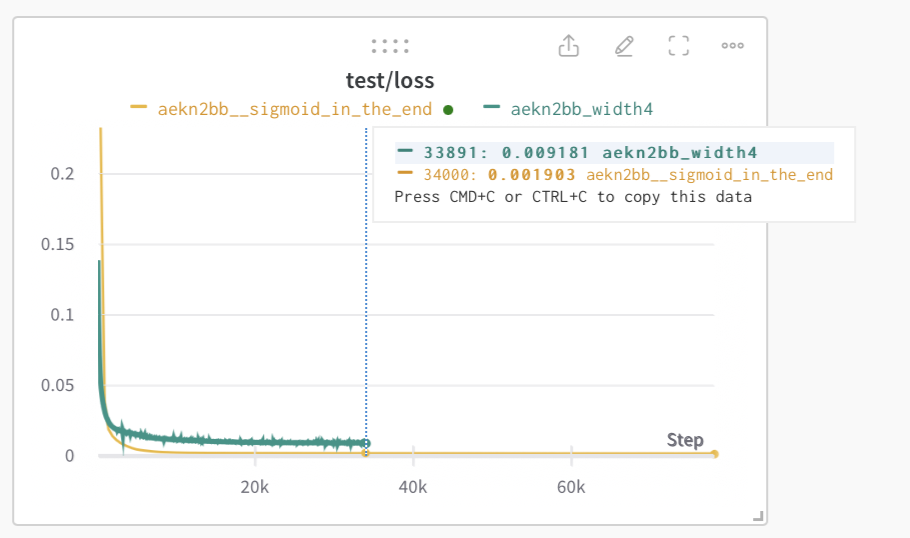 test/loss
aekn2bb__sigmoid_in_the_end aekn2bb_width4
33891: 0.009181 aekn2bb_width4
34000: 0.001903 aekn2bb__sigmoid_in_the_end
Press CMD+C or CTRL+C to copy this data
0.2
0.15
0.1
0.05
0
Step
20k 40k 60k